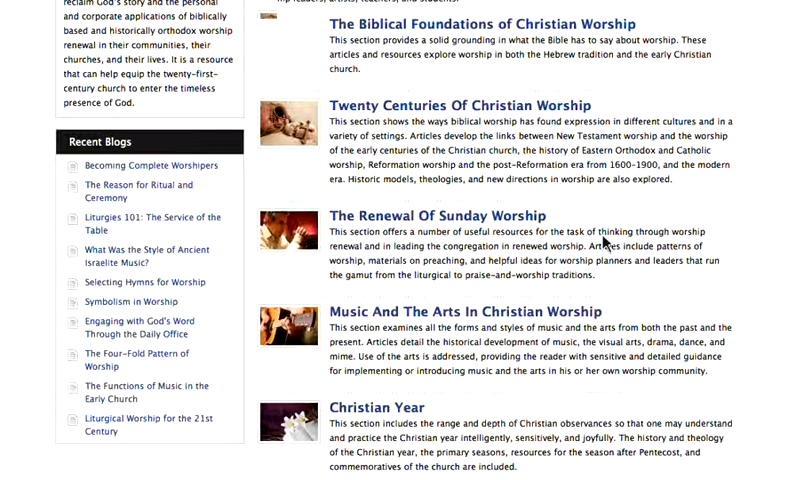 reclaim God's story and the personal
and corporate applications of biblically
based and historically orthodox worship
renewal in their communities, their
churches, and their lives. It is a resource
that can help equip the twenty-first-
century church to enter the timeless
presence of God.
Recent Blogs
Becoming Complete Worshipers
The Reason for Ritual and
Ceremony
Liturgies 101: The Service of the
Table
What Was the Style of Ancient
Israelite Music?
Selecting Hymns for Worship
Symbolism in Worship
Engaging with God's Word
Through the Daily Office
The Four-Fold Pattern of
Worship
The Functions of Music in the
Early Church
Liturgical Worship for the 21st
Century
The Biblical Foundations of Christian Worship
This section provides a solid grounding in what the Bible has to say about worship. These
articles and resources explore worship in both the Hebrew tradition and the early Christian
church.
Twenty Centuries Of Christian Worship
This section shows the ways biblical worship has found expression in different cultures and in a
variety of settings. Articles develop the links between New Testament worship and the worship
of the early centuries of the Christian church, the history of Eastern Orthodox and Catholic
worship, Reformation worship and the post-Reformation era from 1600-1900, and the modern
era. Historic models, theologies, and new directions in worship are also explored.
The Renewal Of Sunday Worship
This section offers a number of useful resources for the task of thinking through worship
renewal and in leading the congregation in renewed worship. Articles include patterns of
worship, materials on preaching, and helpful ideas for worship planners and leaders that run
the gamut from the liturgical to praise-and-worship traditions.
Music And The Arts In Christian Worship
This section examines all the forms and styles of music and the arts from both the past and the
present. Articles detail the historical development of music, the visual arts, drama, dance, and
mime. Use of the arts is addressed, providing the reader with sensitive and detailed guidance
for implementing or introducing music and the arts in his or her own worship community.
Christian Year
This section includes the range and depth of Christian observances so that one may understand
and practice the Christian year intelligently, sensitively, and joyfully. The history and theology
of the Christian year, the primary seasons, resources for the season after Pentecost, and
commemoratives of the church are included.